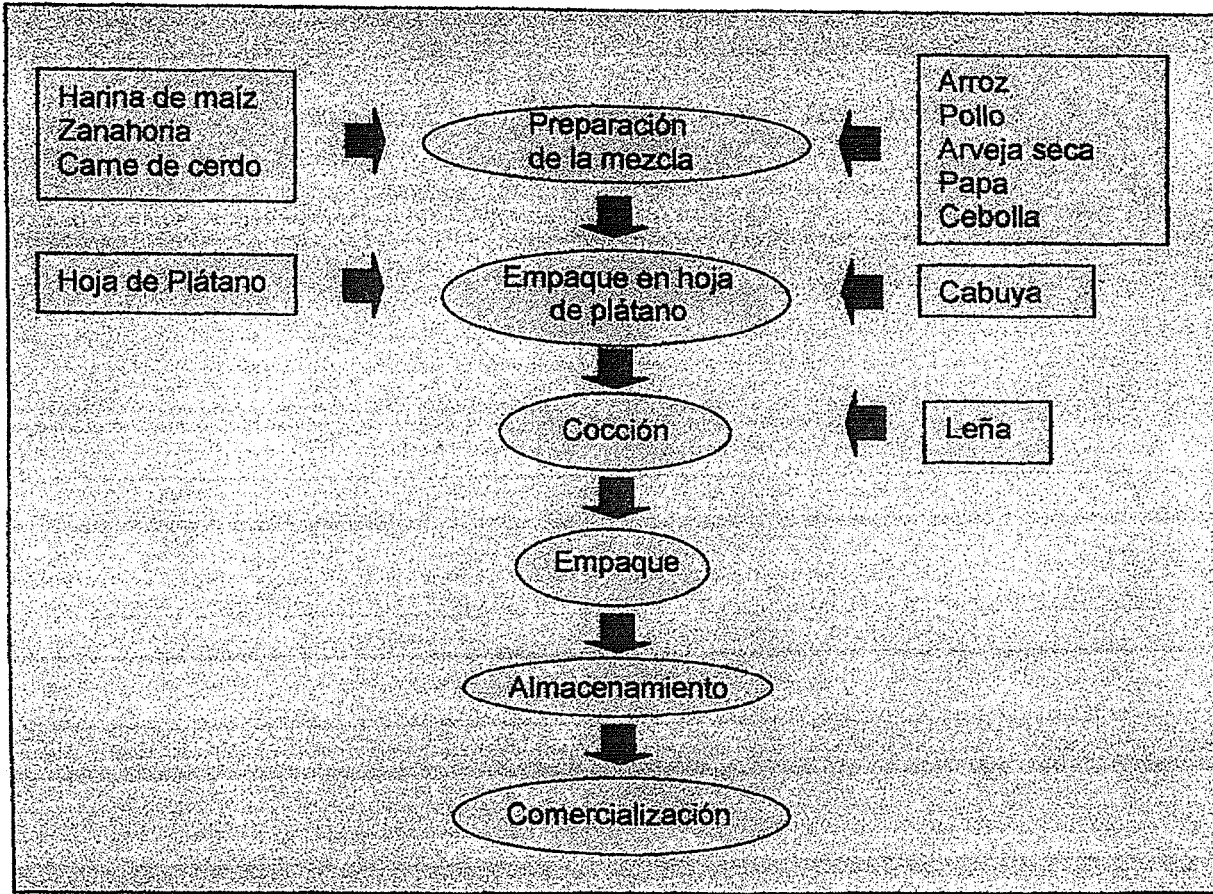 Harina de maíz
Zanahoria
Carne de cerdo
Preparación
de la mezcla
Arroz
Pollo
Arveja seca
Papa
Cebolla
Hoja de Plátano
Empaque en hoja
de plátano
Cabuya
Cocción
Leña
Empaque
Almacenamiento
Comercialización